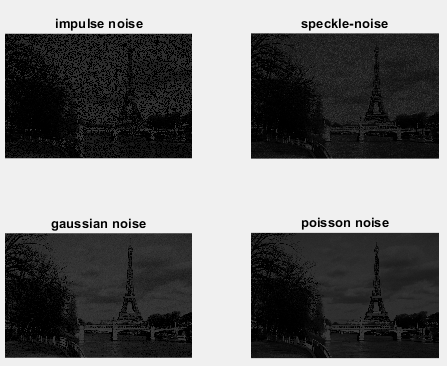 impulse noise
speckle-noise
gaussian noise
poisson noise